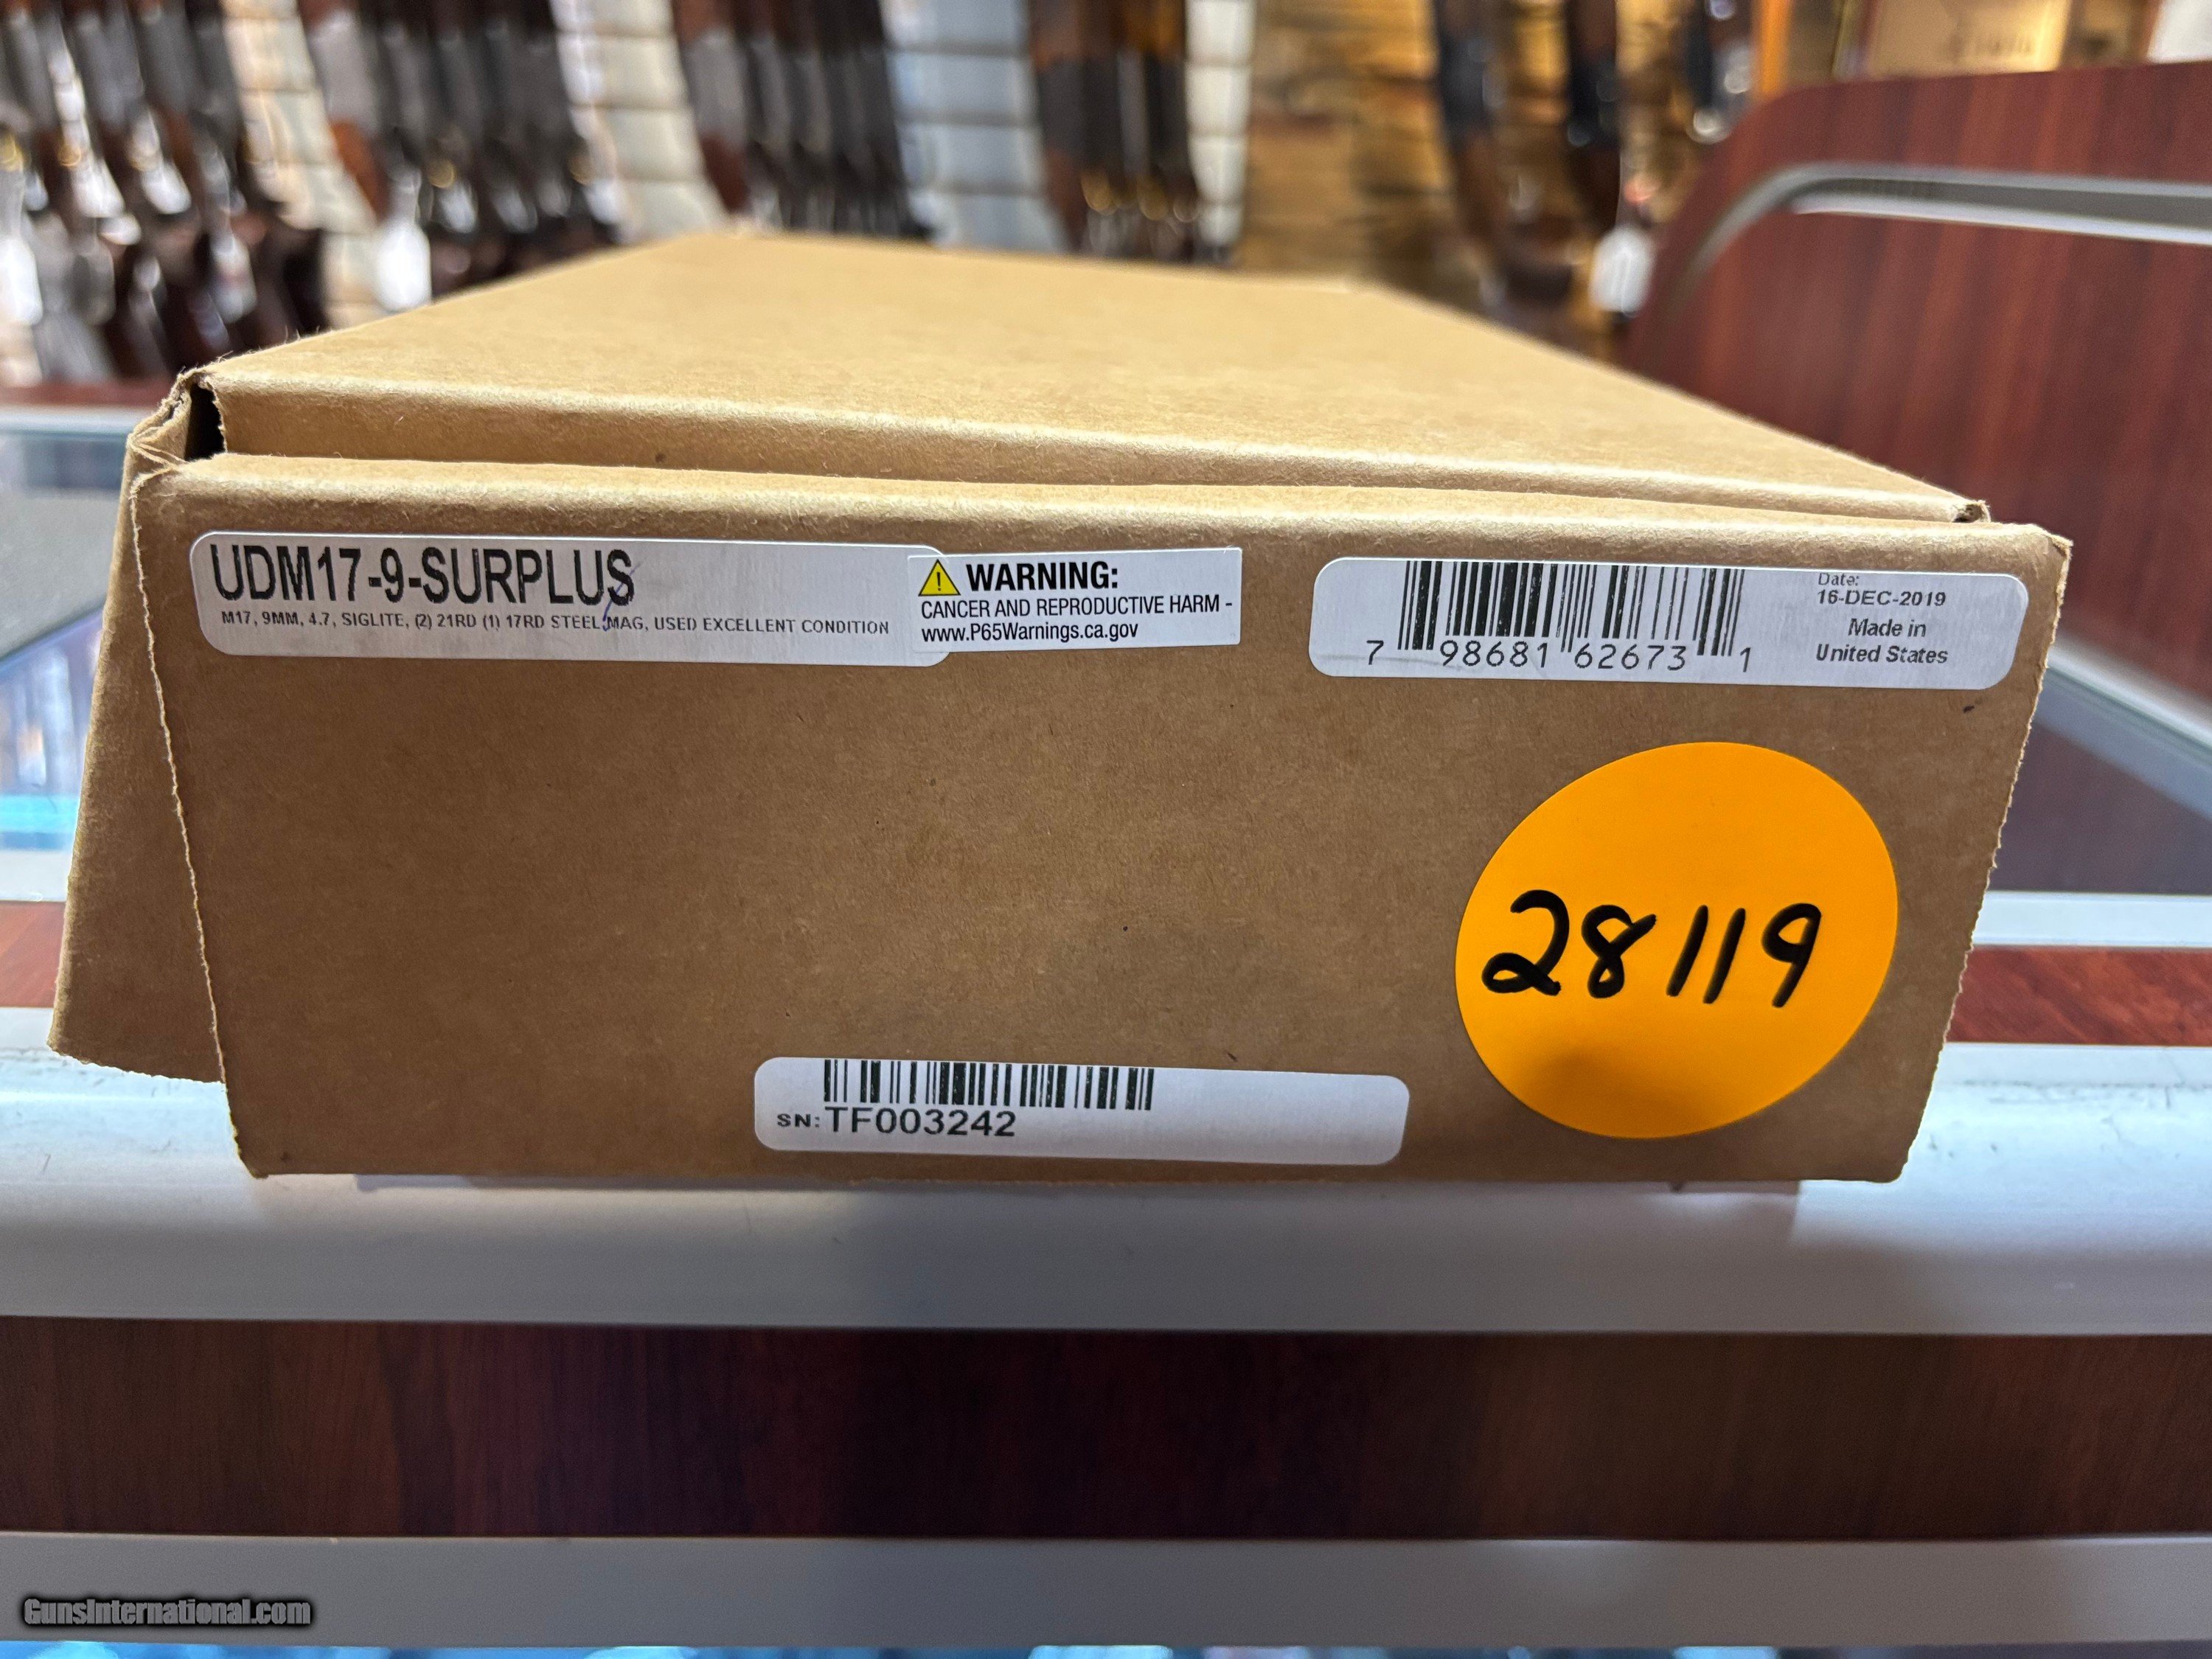 UDM17-9-SURPLUS
M17, 9MM, 4.7, SIGLITE, (2) 21RD (1) 17RD STEEL MAG, USED EXCELLENT CONDITION
WARNING:
CANCER AND REPRODUCTIVE HARM -
www.P65Warnings.ca.gov
7 98681 62673 1
Date:
16-DEC-2019
Made in
United States
28119
SN:TF003242
GunsInternational.com